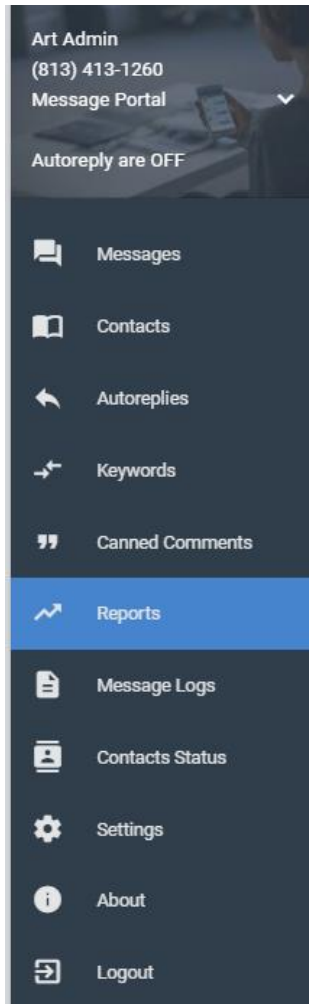 Art Admin
(813) 413-1260
Message Portal
Autoreply are OFF
Messages
Contacts
Autoreplies
Keywords
Canned Comments
Reports
Message Logs
Contacts Status
Settings
About
Logout